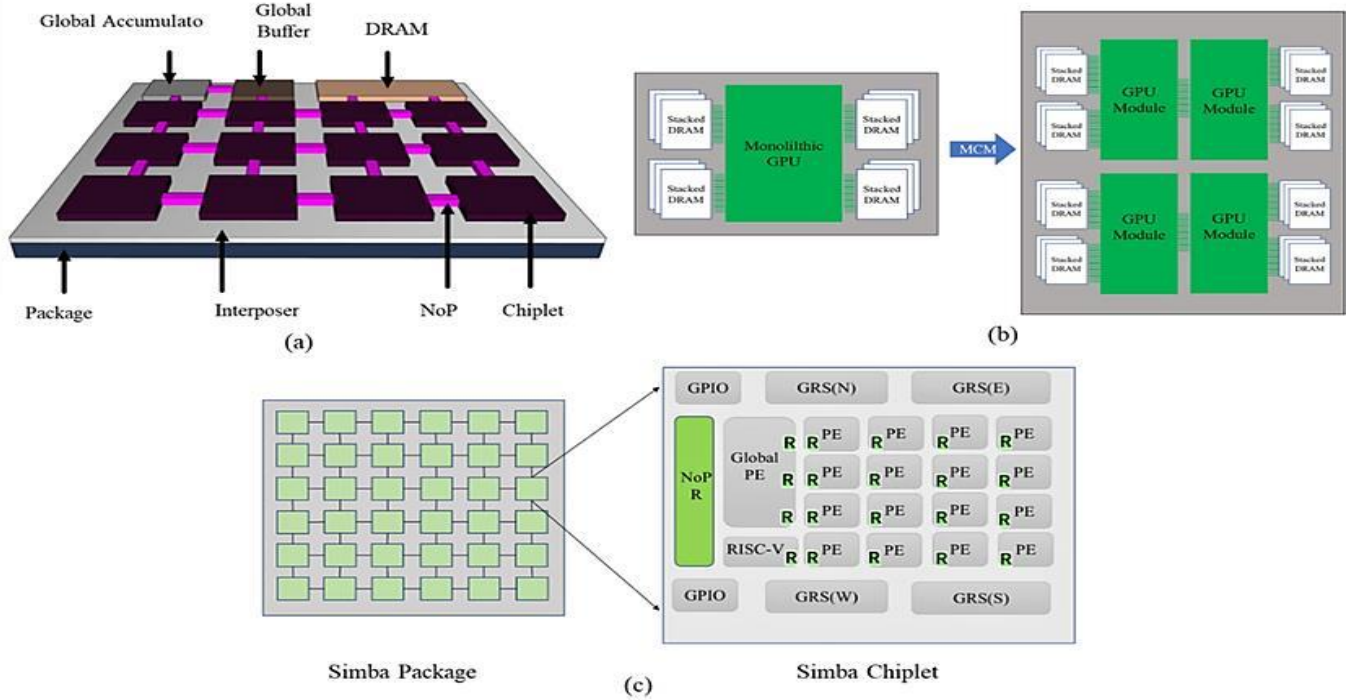 Global Accumulato
Global
Buffer
DRAM
Package
Interposer
NoP
Chiplet
(a)
Stacked
DRAM
Stacked
DRAM
Monolilthic
GPU
Stacked
DRAM
Stacked
DRAM
MCM
Stacked
DRAM
Stacked
DRAM
GPU
Module
GPU
Module
Stacked
DRAM
Stacked
DRAM
Stacked
DRAM
Stacked
DRAM
GPU
Module
GPU
Module
Stacked
DRAM
Stacked
DRAM
(b)
GPIO
GRS(N)
GRS(E)
NoP
R
Global
PE
R
R PE
R PE
R PE
R PE
R
R PE
R PE
R PE
R PE
R
R PE
R PE
R PE
R PE
RISC-V
R
R PE
R PE
R PE
R PE
GPIO
GRS(W)
GRS(S)
Simba Package
Simba Chiplet
(c)